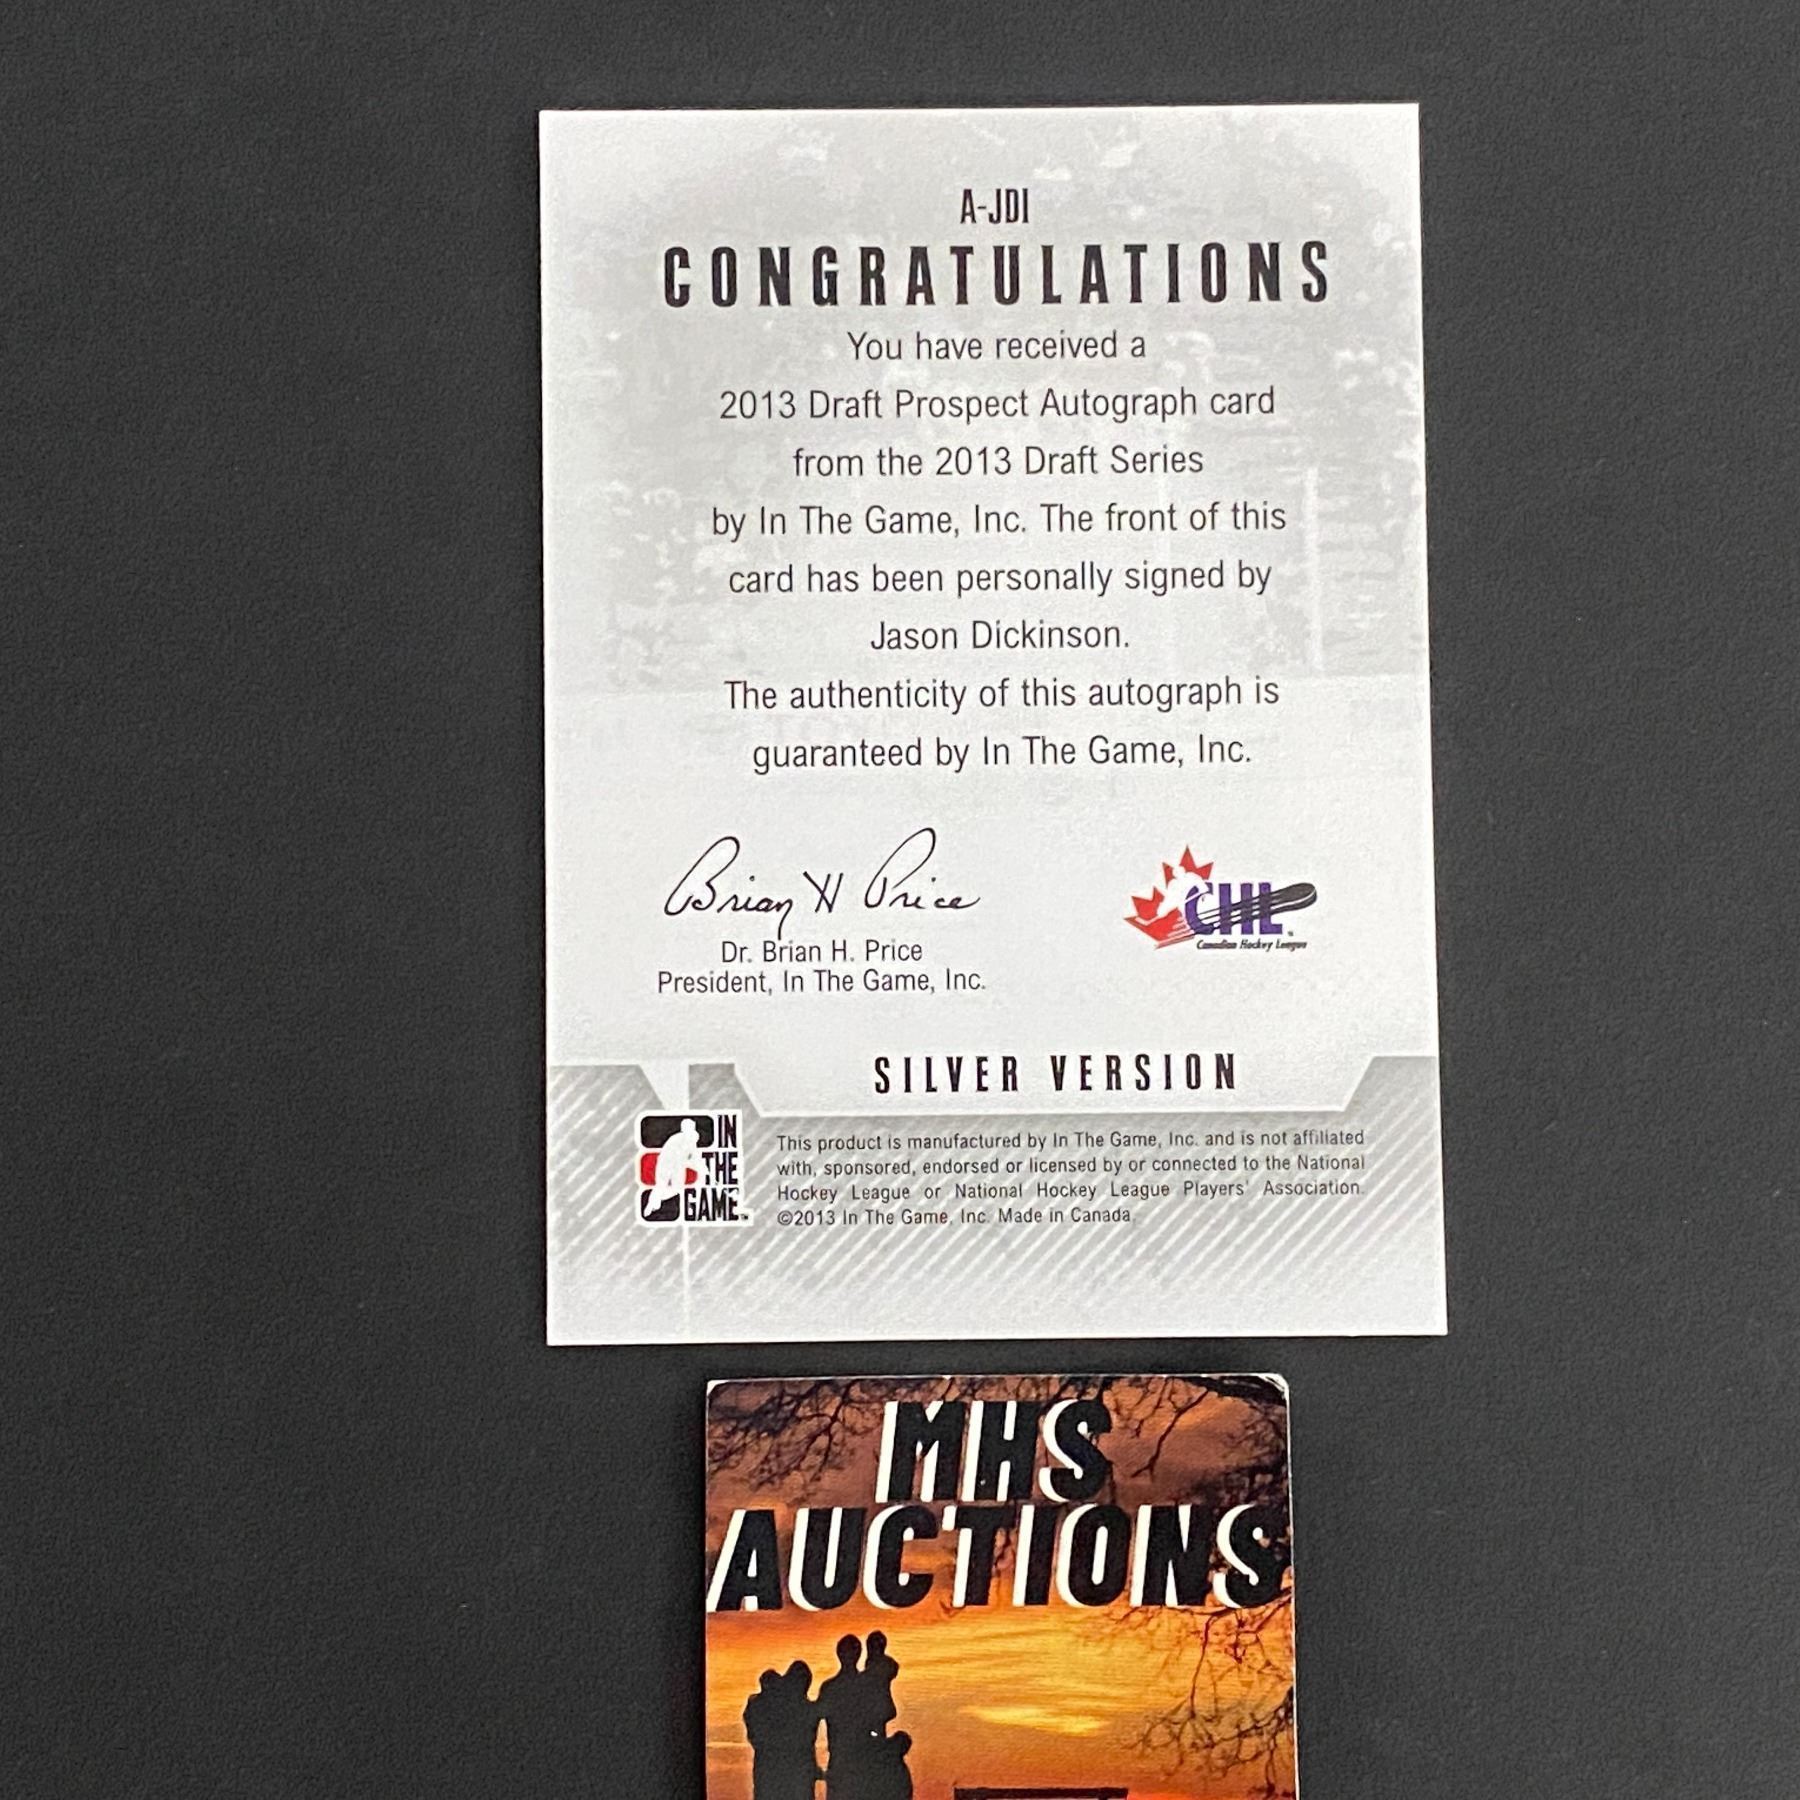 A-JDI
CONGRATULATIONS
You have received a
2013 Draft Prospect Autograph card
from the 2013 Draft Series
by In The Game, Inc. The front of this
card has been personally signed by
Jason Dickinson.
The authenticity of this autograph is
guaranteed by In The Game, Inc.
Brian H Price
Dr. Brian H. Price
President, In The Game, Inc.
CHL
Canadian Hockey League
SILVER VERSION
IN
THE
GAME™
This product is manufactured by In The Game, Inc. and is not affiliated
with, sponsored, endorsed or licensed by or connected to the National
Hockey League or National Hockey League Players' Association.
©2013 In The Game, Inc. Made in Canada.
MHS
AUCTIONS